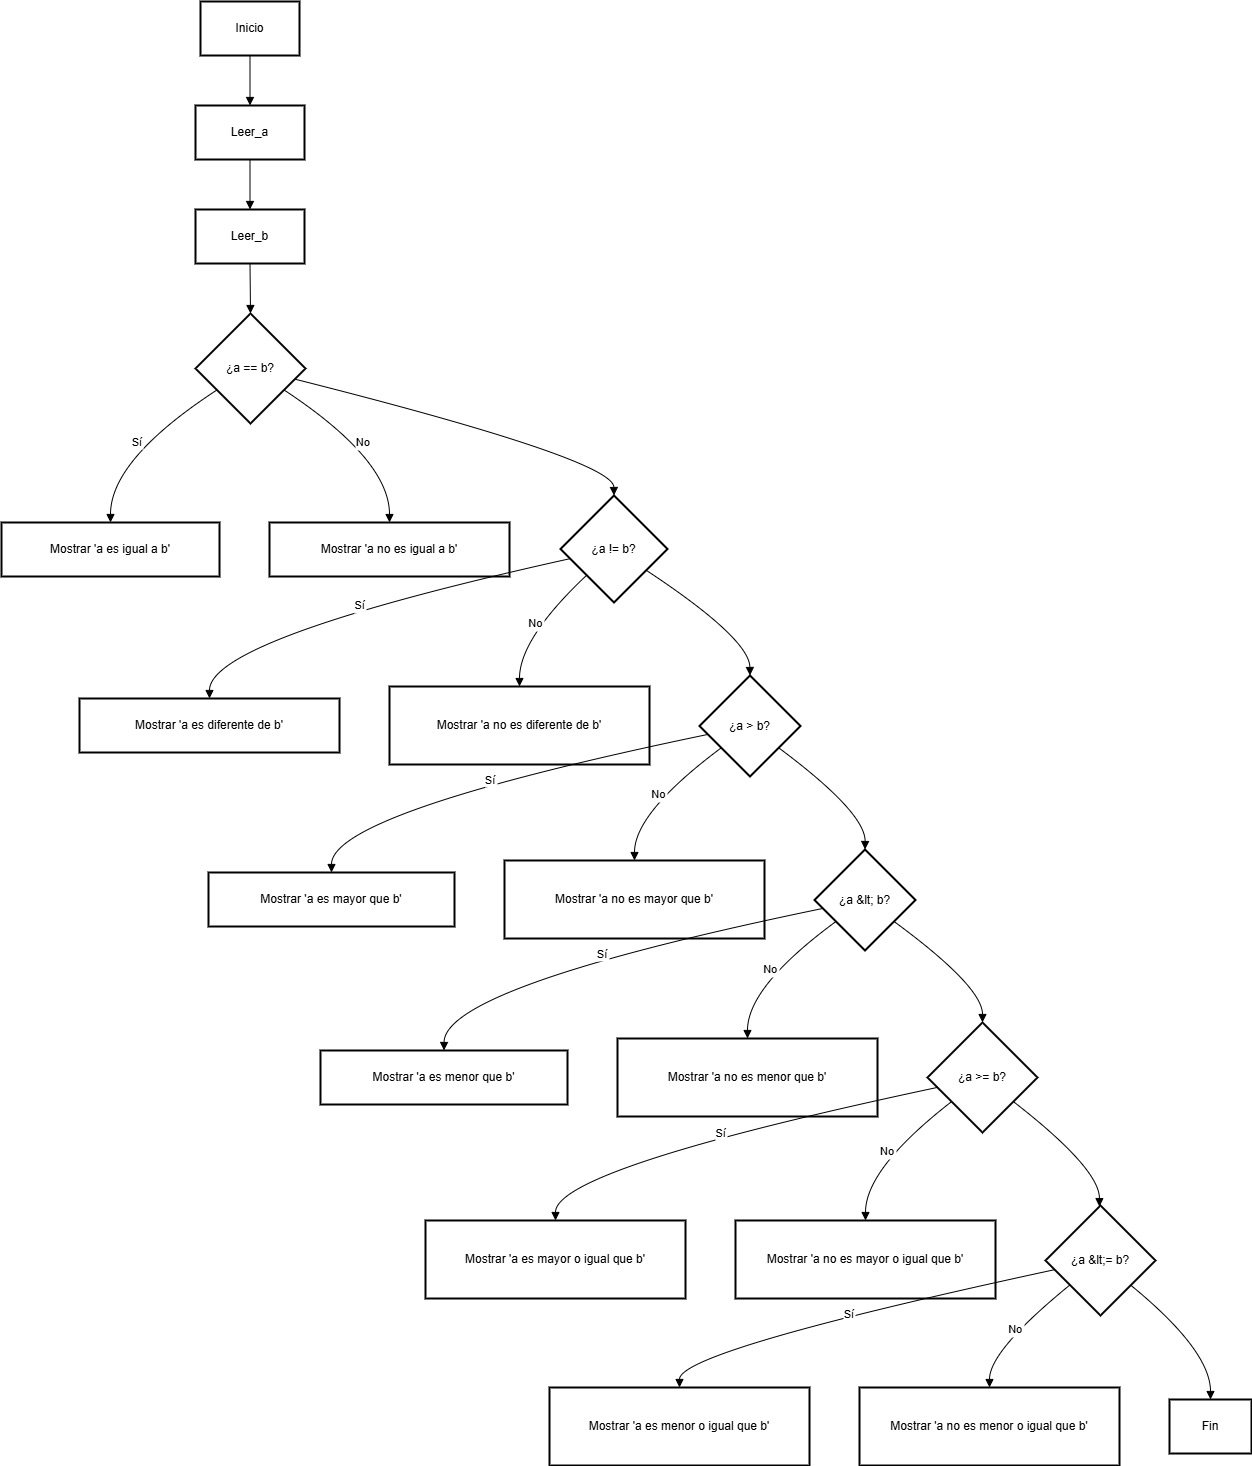 Inicio
Leer_a
Leer_b
¿a == b?
Sí
No
Mostrar 'a es igual a b'
Mostrar 'a no es igual a b'
¿a != b?
Sí
No
Mostrar 'a es diferente de b'
Mostrar 'a no es diferente de b'
¿a > b?
Sí
No
Mostrar 'a es mayor que b'
Mostrar 'a no es mayor que b'
¿a &lt; b?
Sí
No
Mostrar 'a es menor que b'
Mostrar 'a no es menor que b'
¿a >= b?
Sí
No
Mostrar 'a es mayor o igual que b'
Mostrar 'a no es mayor o igual que b'
¿a &lt;= b?
Sí
No
Mostrar 'a es menor o igual que b'
Mostrar 'a no es menor o igual que b'
Fin